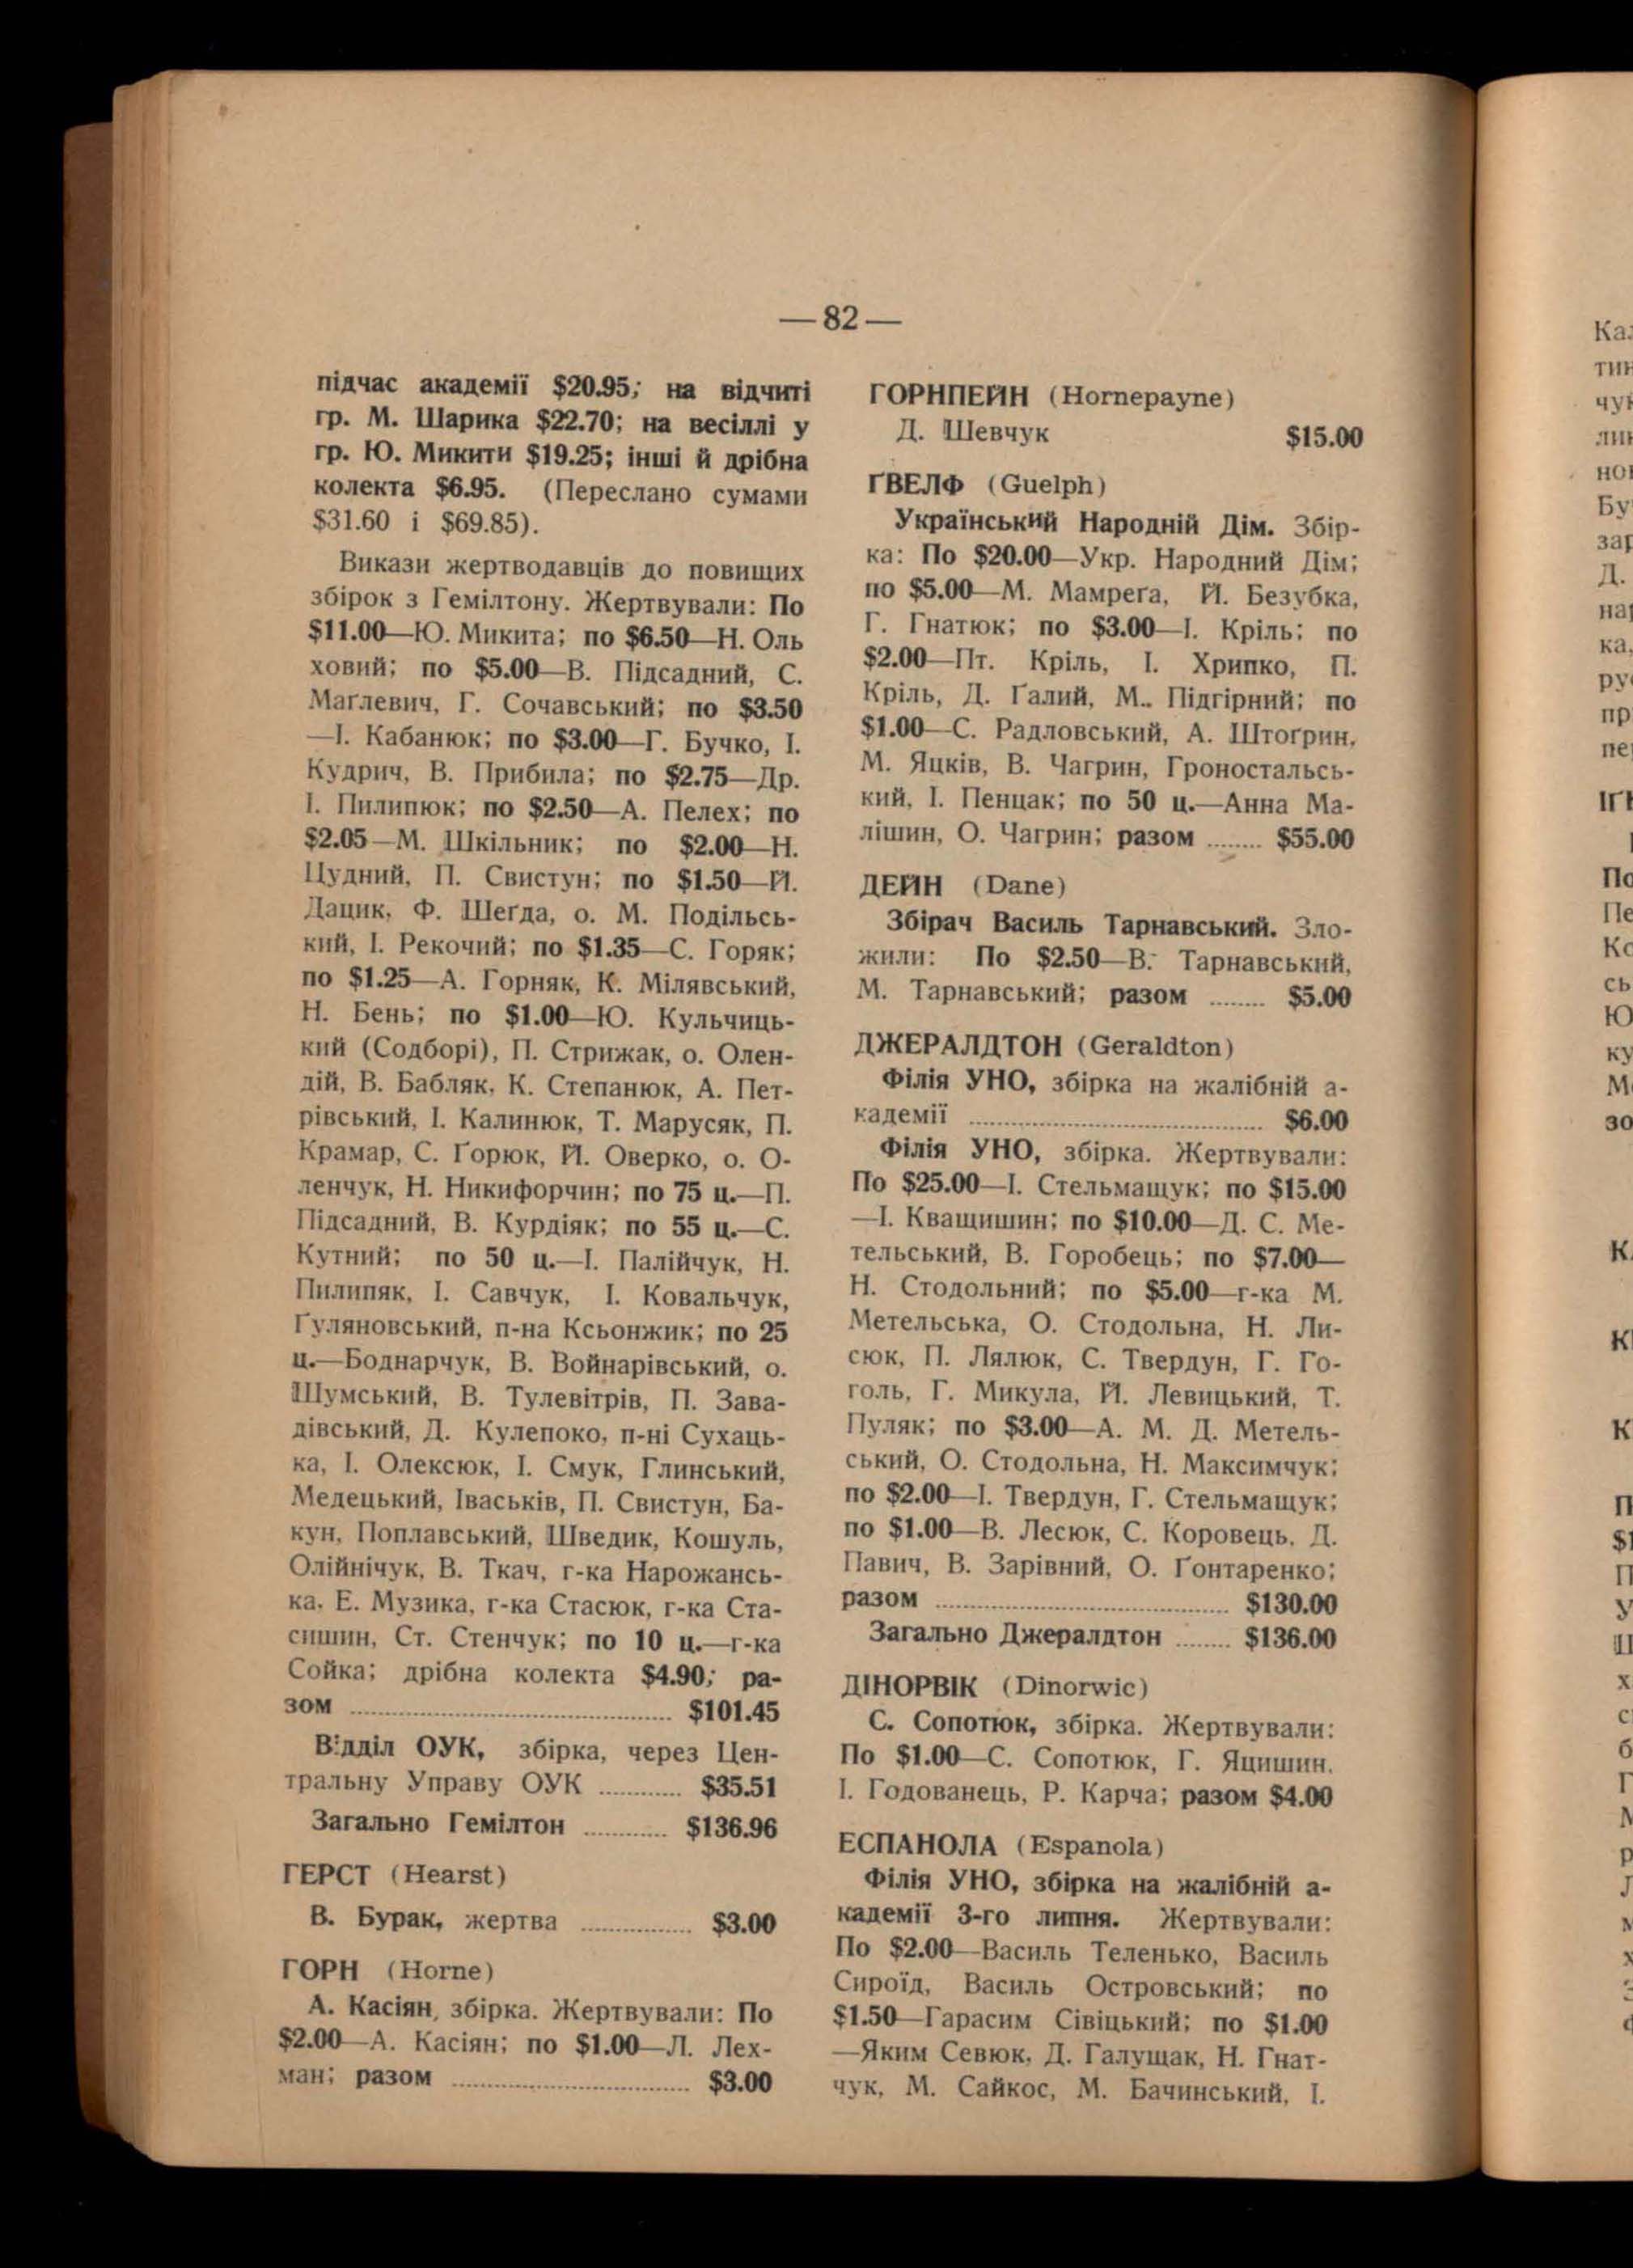 —82—
підчас академії $20.95; на відчиті
гр. М. Шарика $22.70; на весіллі у
гр. Ю. Микити $19.25; інші й дрібна
колекта $6.95. (Переслано сумами
$31.60 і $69.85).
Викази жертводавців до повищих
збірок з Гемілтону. Жертвували: По
$11.00—Ю. Микита; по $6.50—Н. Оль
ховий; по $5.00—В. Підсадний, С.
Маґлевич, Г. Сочавський; по $3.50
—І. Кабанюк; по $3.00—Г. Бучко, І.
Кудрич, В. Прибила; по $2.75—Др.
І. Пилипюк; по $2.50—А. Пелех; по
$2.05—М. Шкільник; по $2.00—Н.
Цудний, П. Свистун; по $1.50—Й.
Дацик, Ф. Шеґда, о. М. Подільсь-
кий, І. Рекочий; по $1.35—С. Горяк;
по $1.25—А. Горняк, К. Мілявський,
Н. Бень; по $1.00—Ю. Кульчиць-
кий (Содборі), П. Стрижак, о. Олен-
дій, В. Бабляк, К. Степанюк, А. Пет-
рівський, І. Калинюк, Т. Марусяк, П.
Крамар, С. Ґорюк, Й. Оверко, о. О-
ленчук, Н. Никифорчин; по 75 ц.—П.
Підсадний, В. Курдіяк; по 55 ц.—С.
Кутний; по 50 ц.—І. Палійчук, Н.
Пилипяк, І. Савчук, І. Ковальчук,
Ґуляновський, п-на Ксьонжик; по 25
ц.—Боднарчук, В. Войнарівський, о.
Шумський, В. Тулевітрів, П. Зава-
дівський, Д. Кулепоко, п-ні Сухаць-
ка, І. Олексюк, І. Смук, Глинський,
Медецький, Іваськів, П. Свистун, Ба-
кун, Поплавський, Шведик, Кошуль,
Олійнічук, В. Ткач, г-ка Нарожансь-
ка, Е. Музика, г-ка Стасюк, г-ка Ста-
сишин, Ст. Стенчук; по 10 ц.—г-ка
Сойка; дрібна колекта $4.90; ра-
зом ........ $101.45
Відділ ОУК, збірка, через Цен-
тральну Управу ОУК ........ $35.51
Загально Гемілтон ........ $136.96
ГЕРСТ (Hearst)
В. Бурак, жертва ........ $3.00
ГОРН (Horne)
А. Касіян, збірка. Жертвували: По
$2.00—А. Касіян; по $1.00—Л. Лех-
ман; разом ........ $3.00
ГОРНПЕЙН (Hornepayne)
Д. Шевчук $15.00
ҐВЕЛФ (Guelph)
Український Народній Дім. Збір-
ка: По $20.00—Укр. Народний Дім;
по $5.00—М. Мамреґа, Й. Безубка,
Г. Гнатюк; по $3.00—І. Кріль; по
$2.00—Пт. Кріль, І. Хрипко, П.
Кріль, Д. Ґалий, М.. Підгірний; по
$1.00—С. Радловський, А. Штоґрин,
М. Яцків, В. Чагрин, Гроностальсь-
кий, І. Пенцак; по 50 ц.—Анна Ма-
лішин, О. Чагрин; разом ........ $55.00
ДЕЙН (Dane)
Збірач Василь Тарнавський. Зло-
жили: По $2.50—В. Тарнавський,
М. Тарнавський; разом ........ $5.00
ДЖЕРАЛДТОН (Geraldton)
Філія УНО, збірка на жалібній а-
кадемії ........ $6.00
Філія УНО, збірка. Жертвували:
По $25.00—І. Стельмащук; по $15.00
—І. Кващишин; по $10.00—Д. С. Ме-
тельський, В. Горобець; по $7.00—
Н. Стодольний; по $5.00—г-ка М.
Метельська, О. Стодольна, Н. Ли-
сюк, П. Лялюк, С. Твердун, Г. Го-
голь, Г. Микула, Й. Левицький, Т.
Пуляк; по $3.00—А. М. Д. Метель-
ський, О. Стодольна, Н. Максимчук;
по $2.00—І. Твердун, Г. Стельмащук;
по $1.00—В. Лесюк, С. Коровець, Д.
Павич, В. Зарівний, О. Ґонтаренко;
разом ........ $130.00
Загально Джералдтон ........ $136.00
ДІНОРВІК (Dinorwic)
С. Сопотюк, збірка. Жертвували:
По $1.00—С. Сопотюк, Г. Яцишин,
І. Годованець, Р. Карча; разом $4.00
ЕСПАНОЛА (Espanola)
Філія УНО, збірка на жалібній а-
кадемії 3-го липня. Жертвували:
По $2.00—Василь Теленько, Василь
Сироїд, Василь Островський; по
$1.50—Гарасим Сівіцький; по $1.00
—Яким Севюк, Д. Галущак, Н. Гнат-
чук, М. Сайкос, М. Бачинський, І.